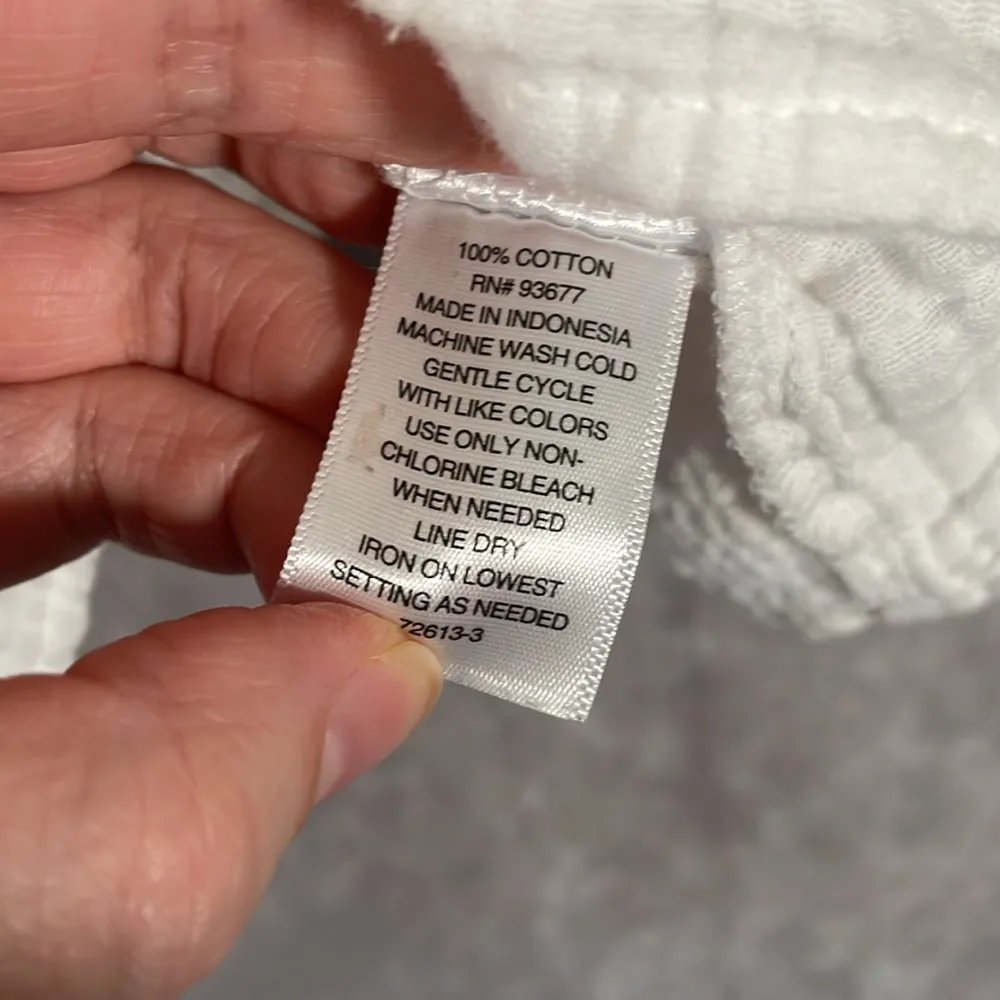 100% COTTON
RN# 93677
MADE IN INDONESIA
MACHINE WASH COLD
GENTLE CYCLE
WITH LIKE COLORS
USE ONLY NON-
CHLORINE BLEACH
WHEN NEEDED
LINE DRY
IRON ON LOWEST
SETTING AS NEEDED
72613-3